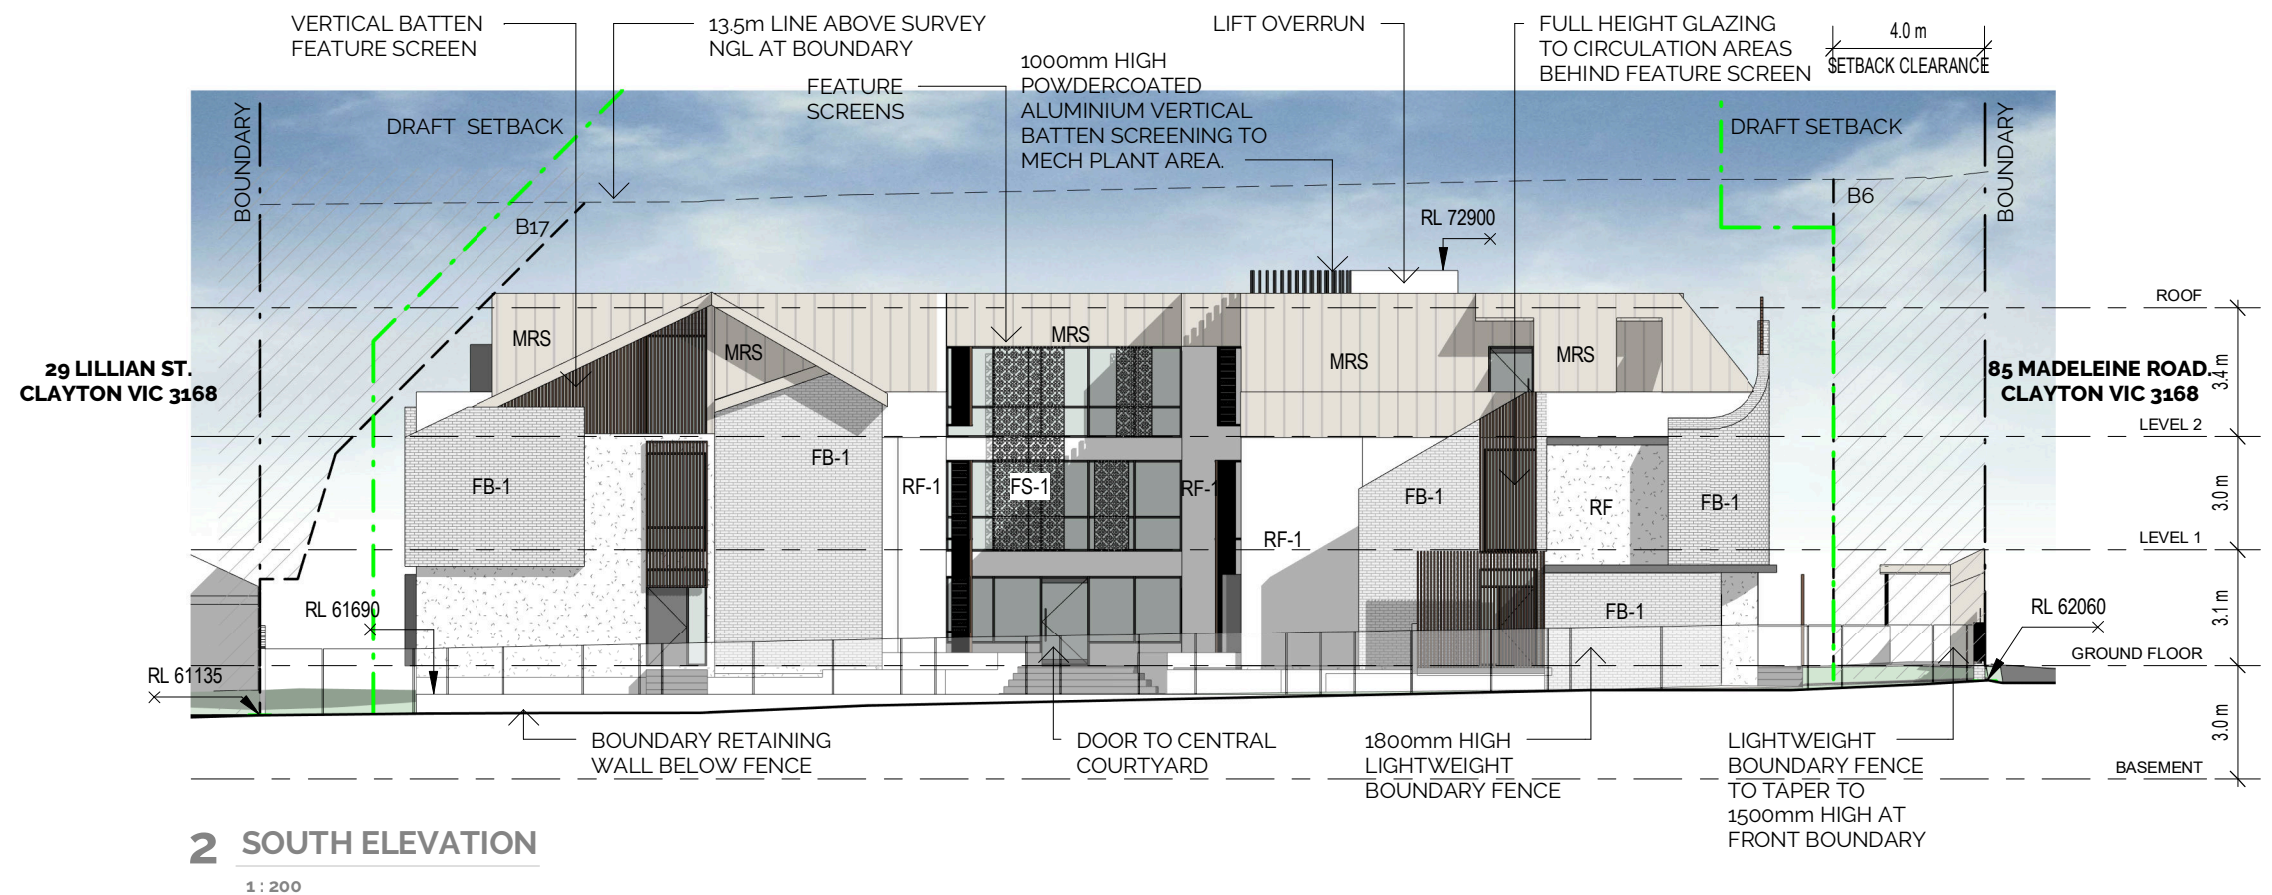 VERTICAL BATTEN
FEATURE SCREEN
13.5m LINE ABOVE SURVEY
NGL AT BOUNDARY
FEATURE
SCREENS
1000mm HIGH
POWDERCOATED
ALUMINIUM VERTICAL
BATTEN SCREENING TO
MECH PLANT AREA.
LIFT OVERRUN
FULL HEIGHT GLAZING
TO CIRCULATION AREAS
BEHIND FEATURE SCREEN
4.0 m
SETBACK CLEARANCE
BOUNDARY
DRAFT SETBACK
B17
DRAFT SETBACK
B6
BOUNDARY
RL 72900
ROOF
MRS
MRS
MRS
MRS
MRS
29 LILLIAN ST.
CLAYTON VIC 3168
85 MADELEINE ROAD.
CLAYTON VIC 3168
3.4 m
LEVEL 2
FB-1
FB-1
RF-1
FS-1
RF-1
RF-1
FB-1
RF
FB-1
3.0 m
LEVEL 1
RL 61690
FB-1
RL 62060
3.1 m
GROUND FLOOR
RL 61135
3.0 m
BOUNDARY RETAINING
WALL BELOW FENCE
DOOR TO CENTRAL
COURTYARD
1800mm HIGH
LIGHTWEIGHT
BOUNDARY FENCE
LIGHTWEIGHT
BOUNDARY FENCE
TO TAPER TO
1500mm HIGH AT
FRONT BOUNDARY
BASEMENT
2 SOUTH ELEVATION
1 : 200